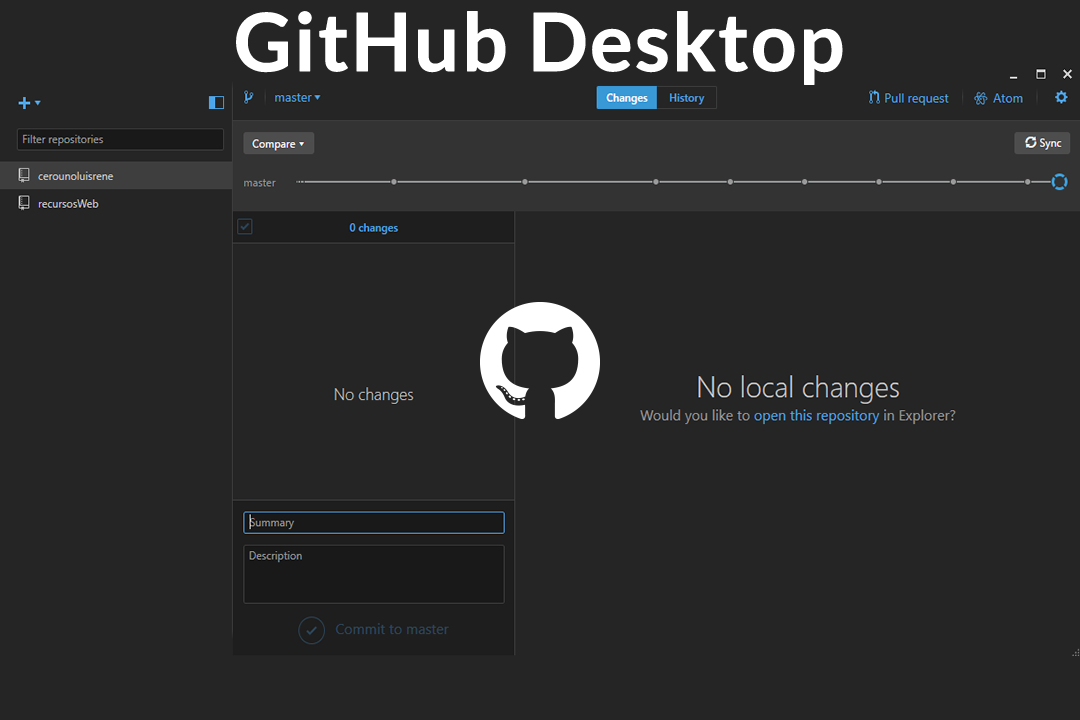 GitHub Desktop
master
Changes
History
Pull request
Atom
Filter repositories
Compare
Sync
cerounoluisrene
master
recursosWeb
0 changes
No changes
No local changes
Would you like to open this repository in Explorer?
Summary
Description
Commit to master